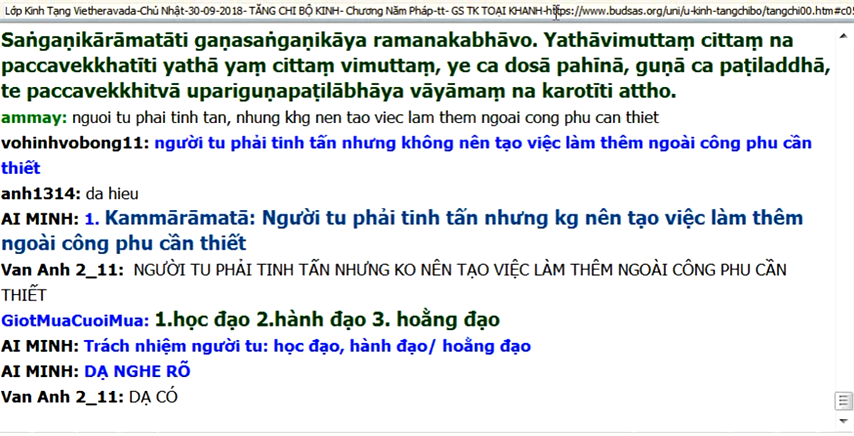 Lớp Kinh Tạng Vietheravada-Chủ Nhật-30-09-2018- TĂNG CHI BỘ KINH- Chương Năm Pháp-tt- GS TK TOẠI KHANH-https://www.budsas.org/uni/u-kinh-tangchibo/tangchi00.htm#c05
Saṅgaṇikārāmatāti gaṇasaṅgaṇikāya ramanakabhāvo. Yathāvimuttaṃ cittaṃ na
paccavekkhatīti yathā yaṃ cittaṃ vimuttaṃ, ye ca dosā pahīnā, guṇā ca paṭiladdhā,
te paccavekkhitvā upariguṇapaṭilābhāya vāyāmaṃ na karotīti attho.
ammay: nguoi tu phai tinh tan, nhung khg nen tao viec lam them ngoai cong phu can thiet
vohinhvobong11: người tu phải tinh tấn nhưng không nên tạo việc làm thêm ngoài công phu cần
thiết
anh1314: da hieu
AI MINH: 1. Kammārāmatā: Người tu phải tinh tấn nhưng kg nên tạo việc làm thêm
ngoài công phu cần thiết
Van Anh 2_11: NGƯỜI TU PHẢI TINH TẤN NHƯNG KO NÊN TẠO VIỆC LÀM THÊM NGOÀI CÔNG PHU CẦN
THIẾT
GiotMuaCuoiMua: 1.học đạo 2.hành đạo 3. hoằng đạo
AI MINH: Trách nhiệm người tu: học đạo, hành đạo/ hoằng đạo
AI MINH: DẠ NGHE RÕ
Van Anh 2_11: DẠ CÓ